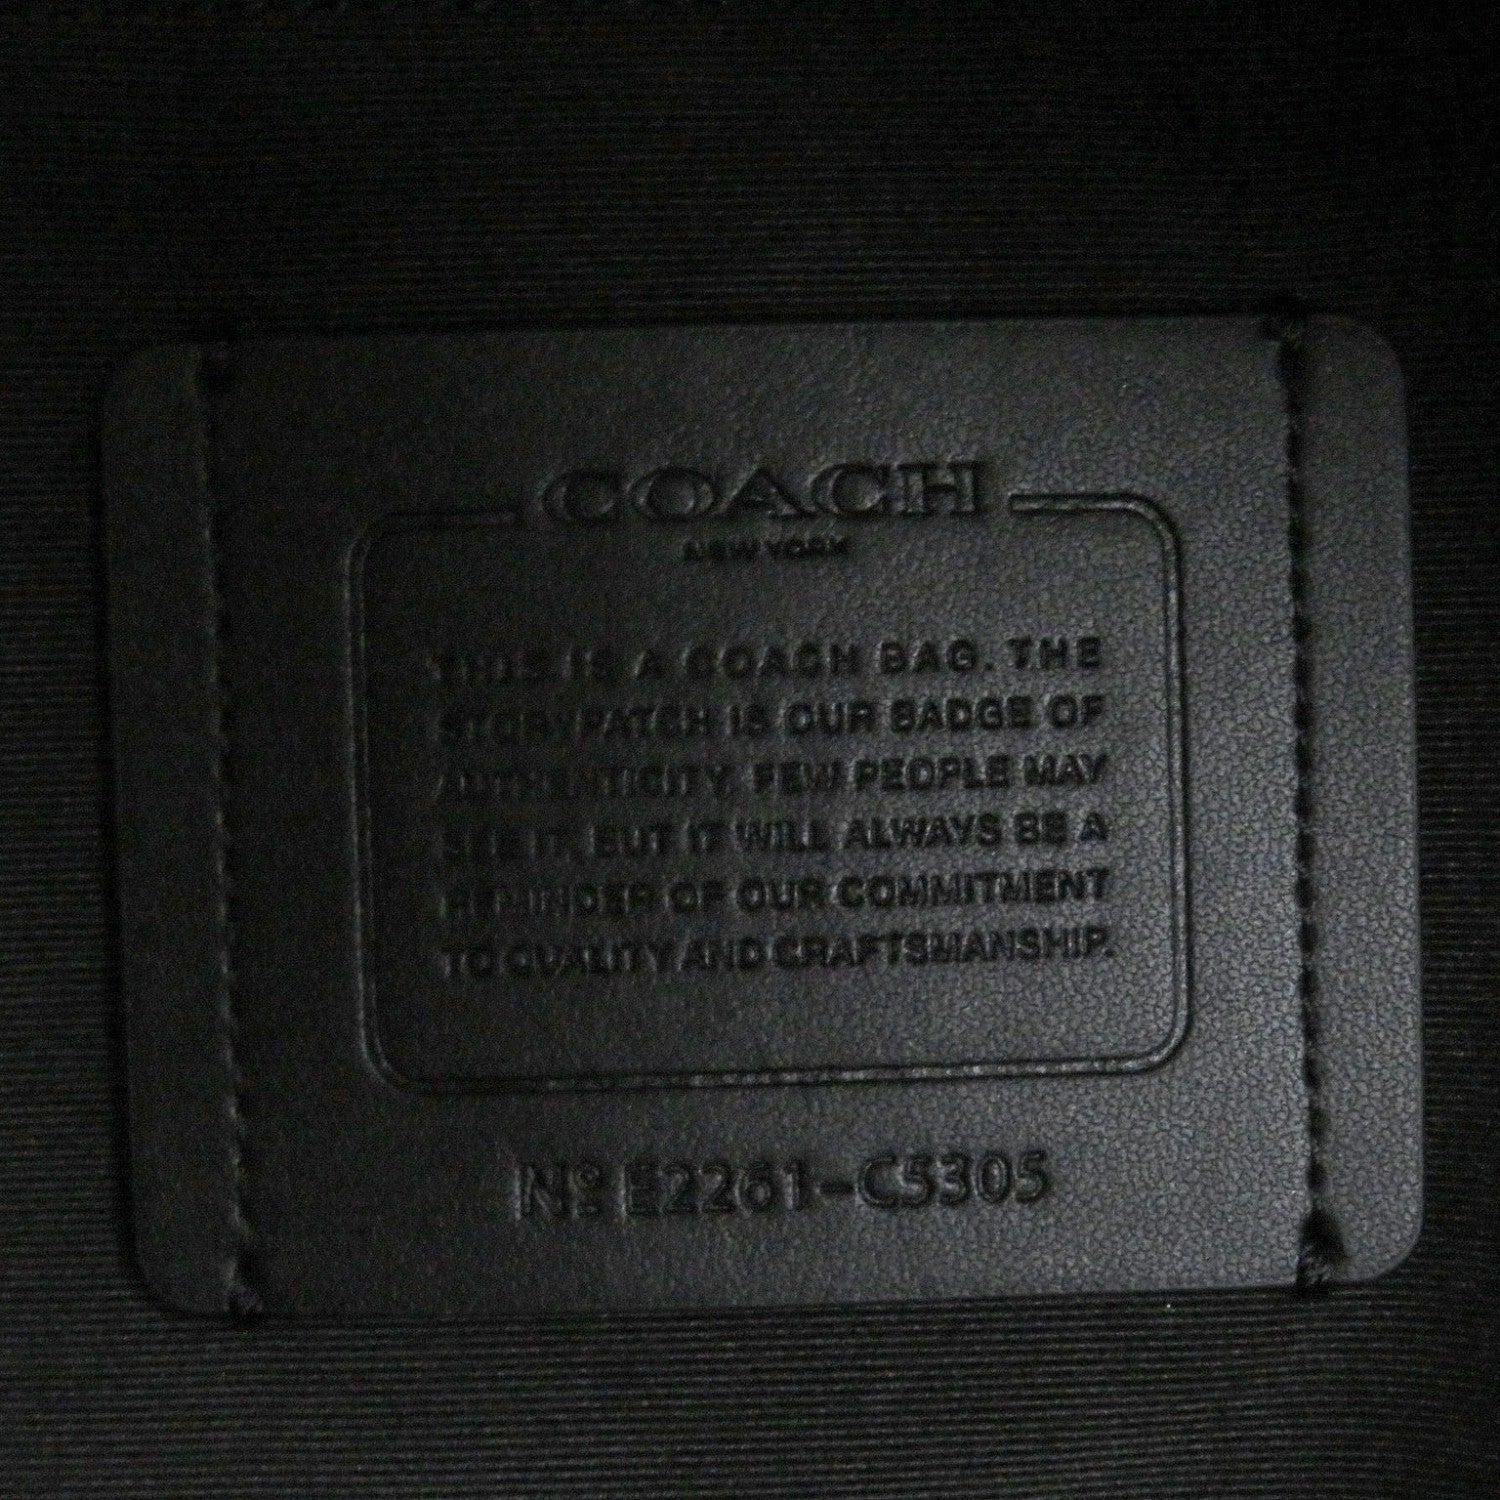 COACH
NEW YORK
THIS IS A COACH BAG. THE
STORYPATCH IS OUR BADGE OF
AUTHENTICITY. FEW PEOPLE MAY
SEE IT, BUT IT WILL ALWAYS BE A
REMINDER OF OUR COMMITMENT
TO QUALITY AND CRAFTSMANSHIP.
Nº E2261-C5305